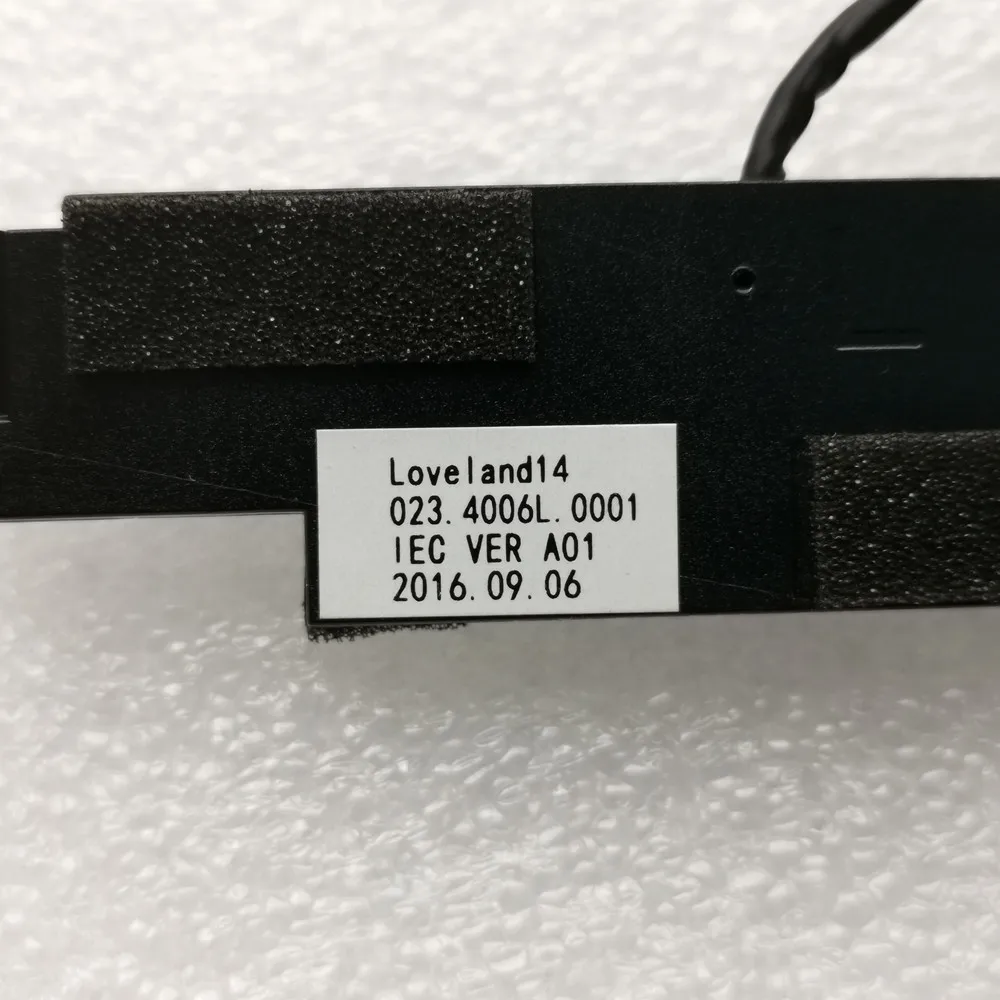 Loveland14
023.4006L.0001
IEC VER A01
2016.09.06